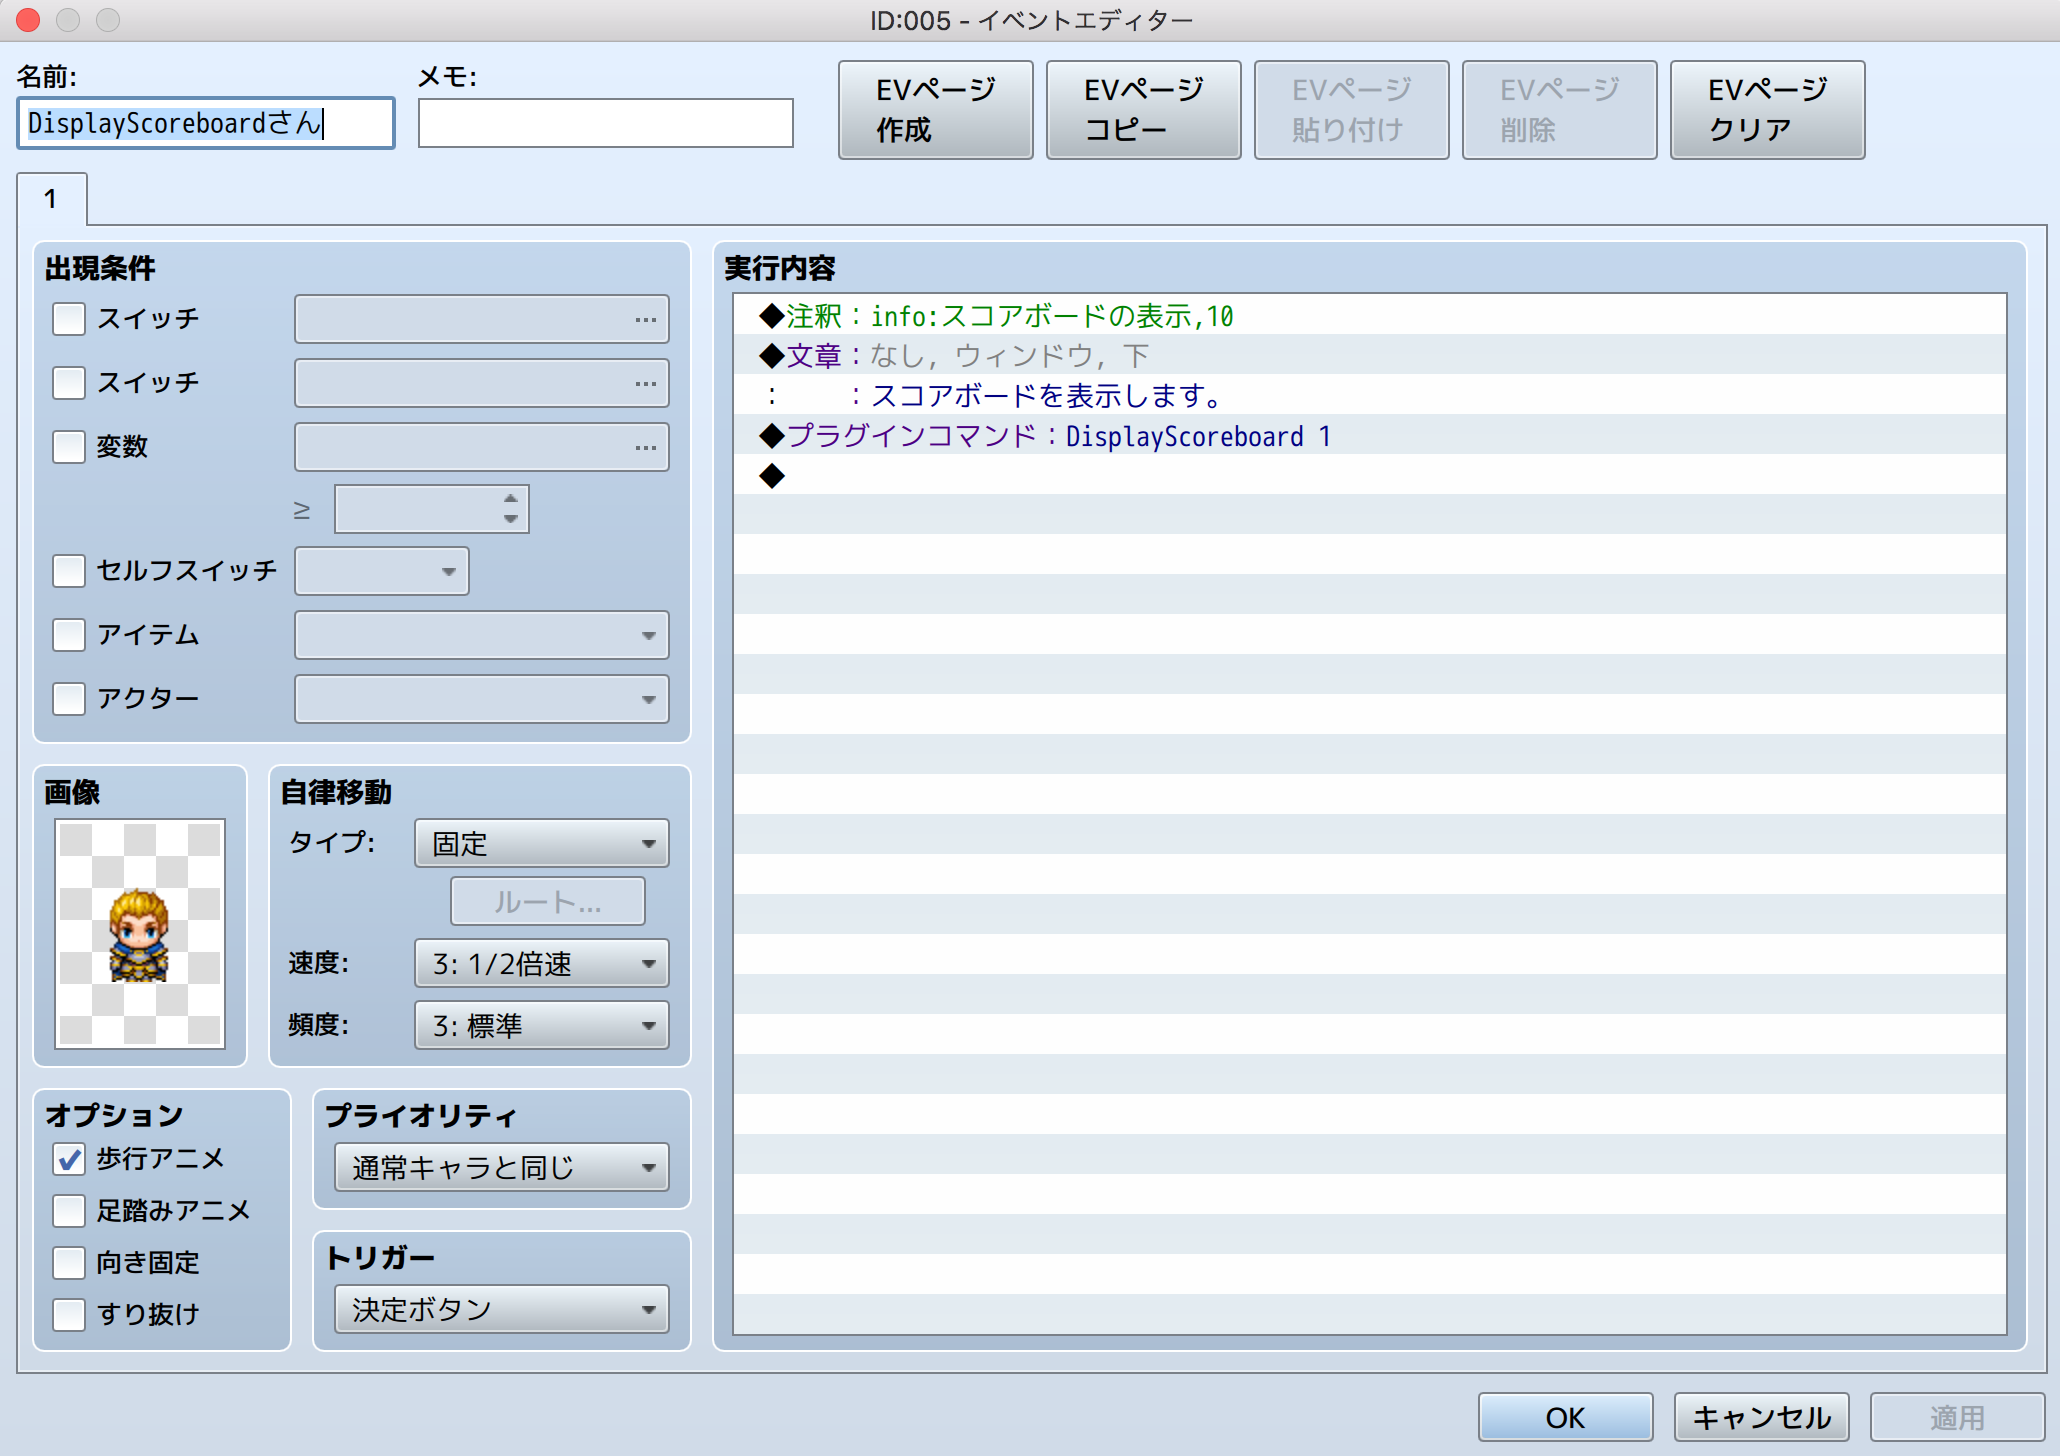 ID:005 - イベントエディター
名前:
メモ:
DisplayScoreboardさん
EVページ
作成
EVページ
コピー
EVページ
貼り付け
EVページ
削除
EVページ
クリア
1
出現条件
スイッチ ...
スイッチ ...
変数 ...
≥
セルフスイッチ
アイテム
アクター
画像
自律移動
タイプ: 固定
ルート...
速度: 3: 1/2倍速
頻度: 3: 標準
オプション
歩行アニメ
足踏みアニメ
向き固定
すり抜け
プライオリティ
通常キャラと同じ
トリガー
決定ボタン
実行内容
◆注釈：info:スコアボードの表示,10
◆文章：なし, ウィンドウ, 下
：　　：スコアボードを表示します。
◆プラグインコマンド：DisplayScoreboard 1
◆
OK
キャンセル
適用